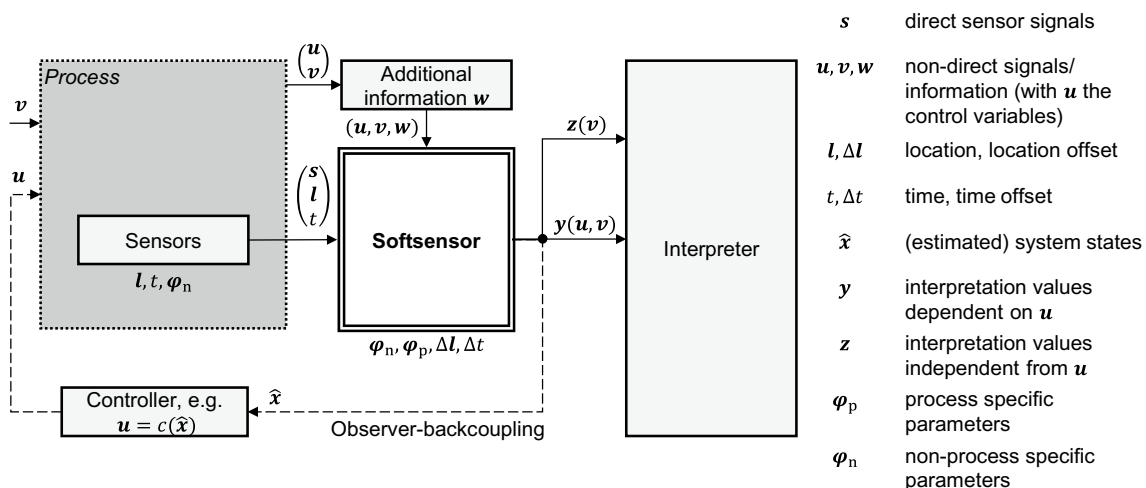 Process
v
u
(u
v)
Additional
information w
(u, v, w)
(s
l
t)
Sensors
l, t, φn
Softsensor
φn, φp, Δl, Δt
z(v)
y(u, v)
Interpreter
Controller, e.g.
u = c(x̂)
x̂
Observer-backcoupling
s direct sensor signals
u, v, w non-direct signals/
information (with u the
control variables)
l, Δl location, location offset
t, Δt time, time offset
x̂ (estimated) system states
y interpretation values
dependent on u
z interpretation values
independent from u
φp process specific
parameters
φn non-process specific
parameters